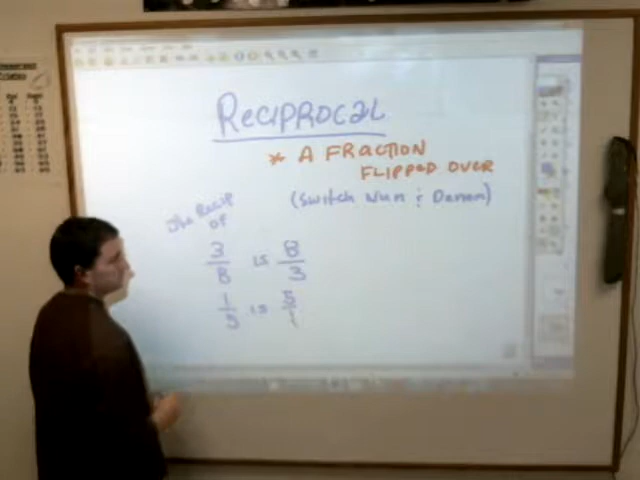 RECIPROCAL
* A FRACTION
FLIPPED OVER
(Switch Num & Denom)
The Recip
OF
3/8 is 8/3
1/5 is 5/1